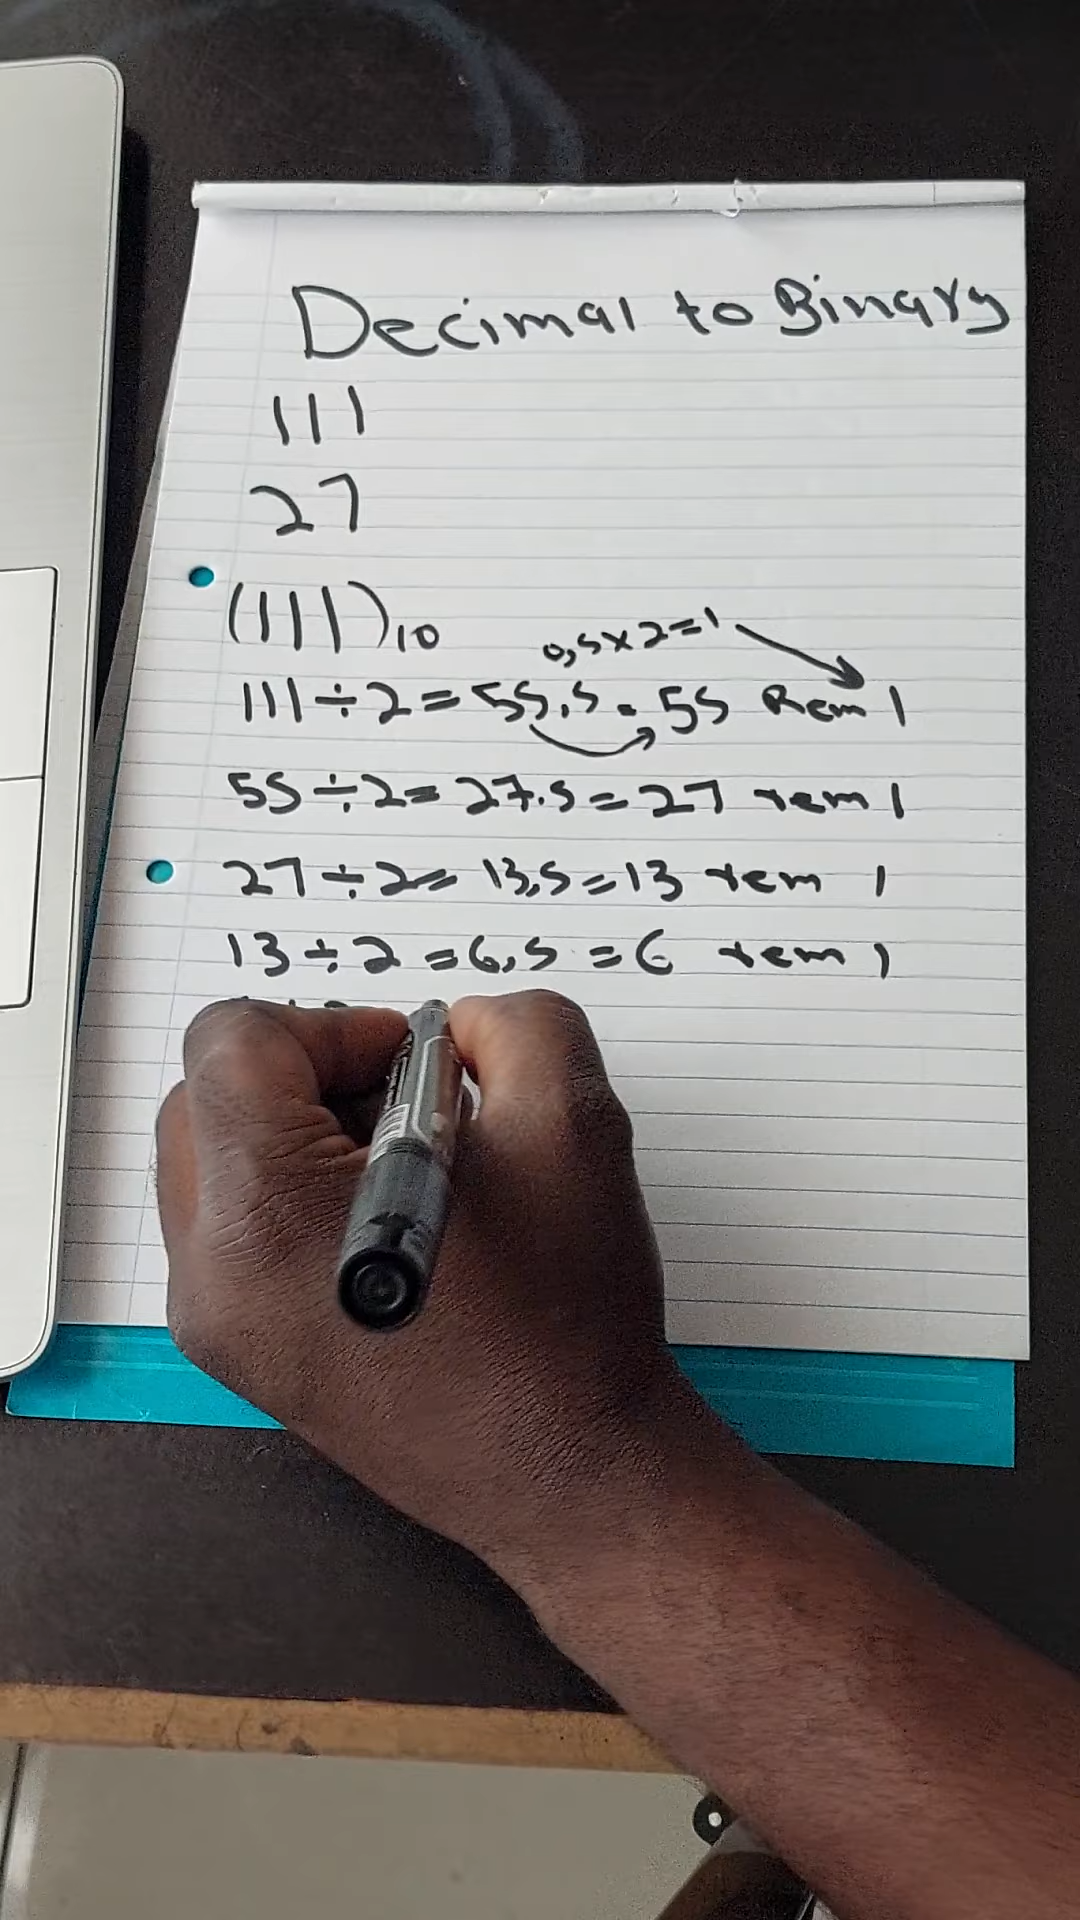 Decimal to Binary
111
27
(111)10
0,5×2=1
111÷2=55.5=55 Rem 1
55÷2=27.5=27 rem 1
27÷2=13,5=13 rem 1
13÷2=6,5=6 rem 1